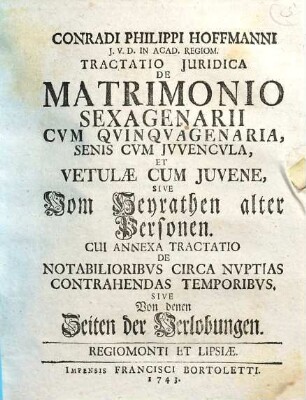 CONRADI PHILIPPI HOFFMANNI
J. V. D. IN ACAD. REGIOM.
TRACTATIO JURIDICA
DE
MATRIMONIO
SEXAGENARII
CVM QVINQVAGENARIA,
SENIS CVM JVVENCVLA,
ET
VETULÆ CUM JUVENE,
SIVE
Vom Heyrathen alter
Personen.
CUI ANNEXA TRACTATIO
DE
NOTABILIORIBVS CIRCA NVPTIAS
CONTRAHENDAS TEMPORIBVS,
SIVE
Von denen
Zeiten der Verlobungen.
REGIOMONTI ET LIPSIÆ.
IMPENSIS FRANCISCI BORTOLETTI.
1743.